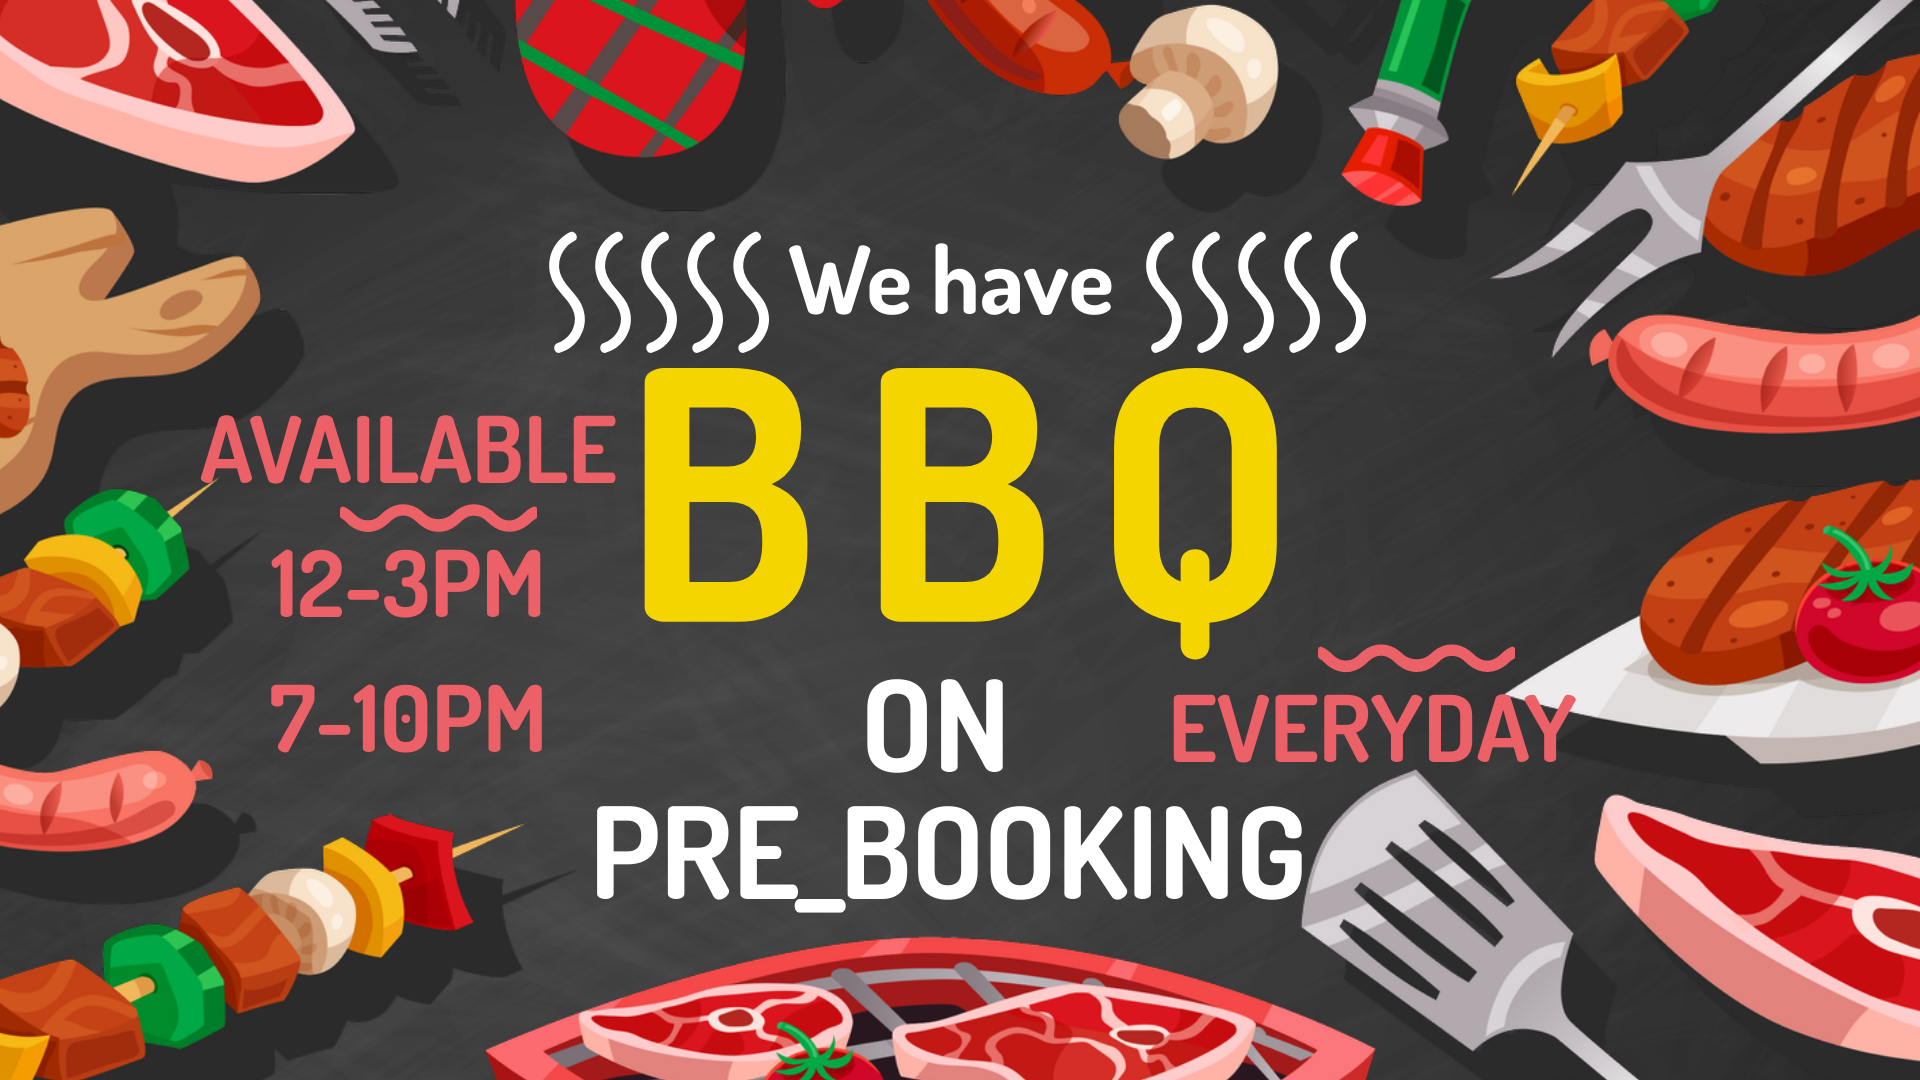 We have
BBQ
AVAILABLE
12-3PM
7-10PM
ON
PRE_BOOKING
EVERYDAY